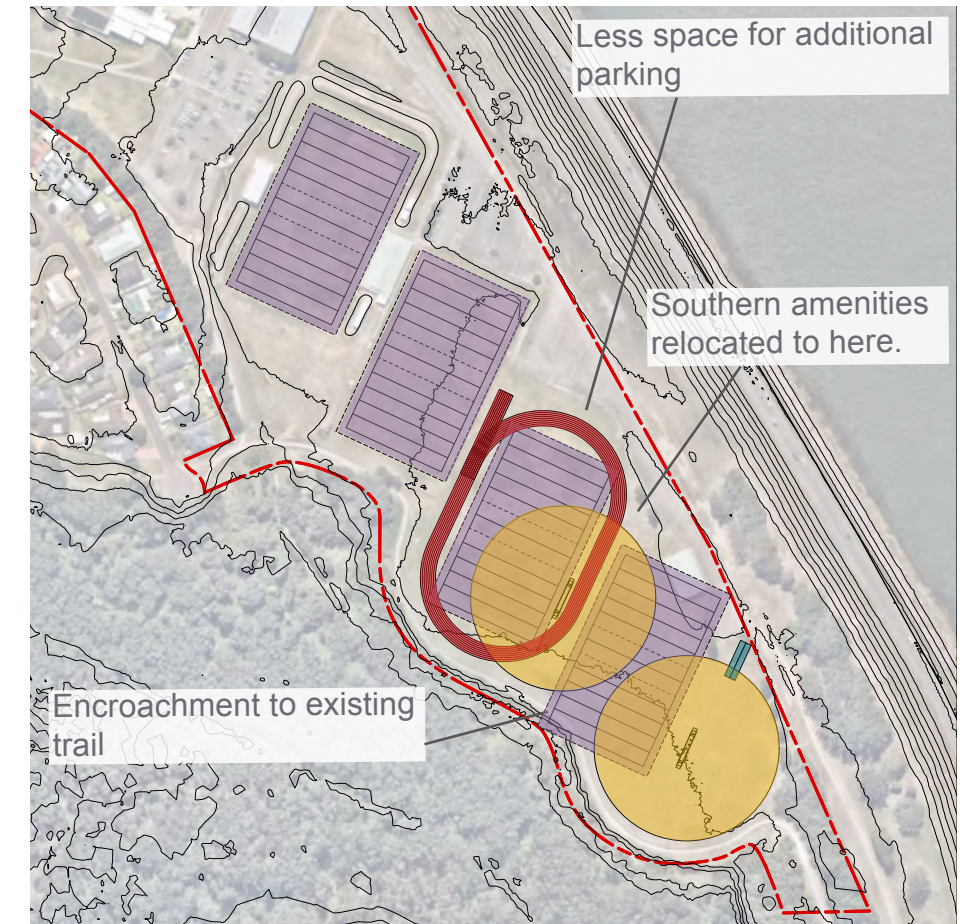 Less space for additional
parking
Southern amenities
relocated to here.
Encroachment to existing
trail